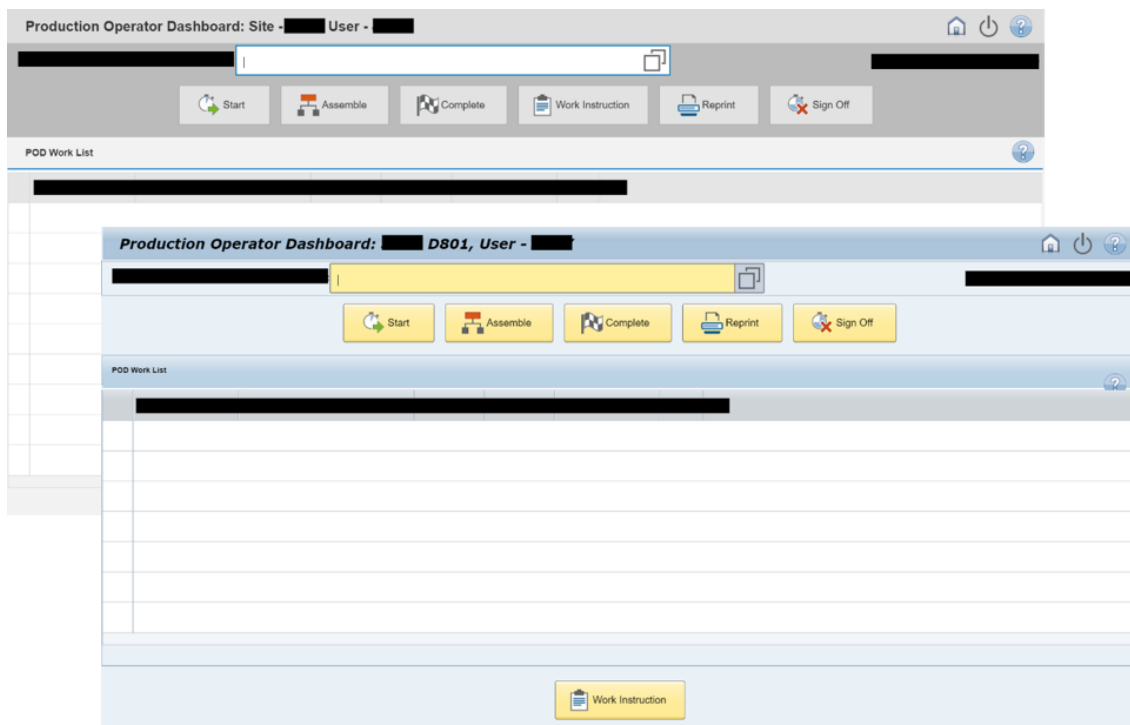 Production Operator Dashboard: Site - User -
Start Assemble Complete Work Instruction Reprint Sign Off
POD Work List
Production Operator Dashboard: D801, User -
Start Assemble Complete Reprint Sign Off
POD Work List
Work Instruction